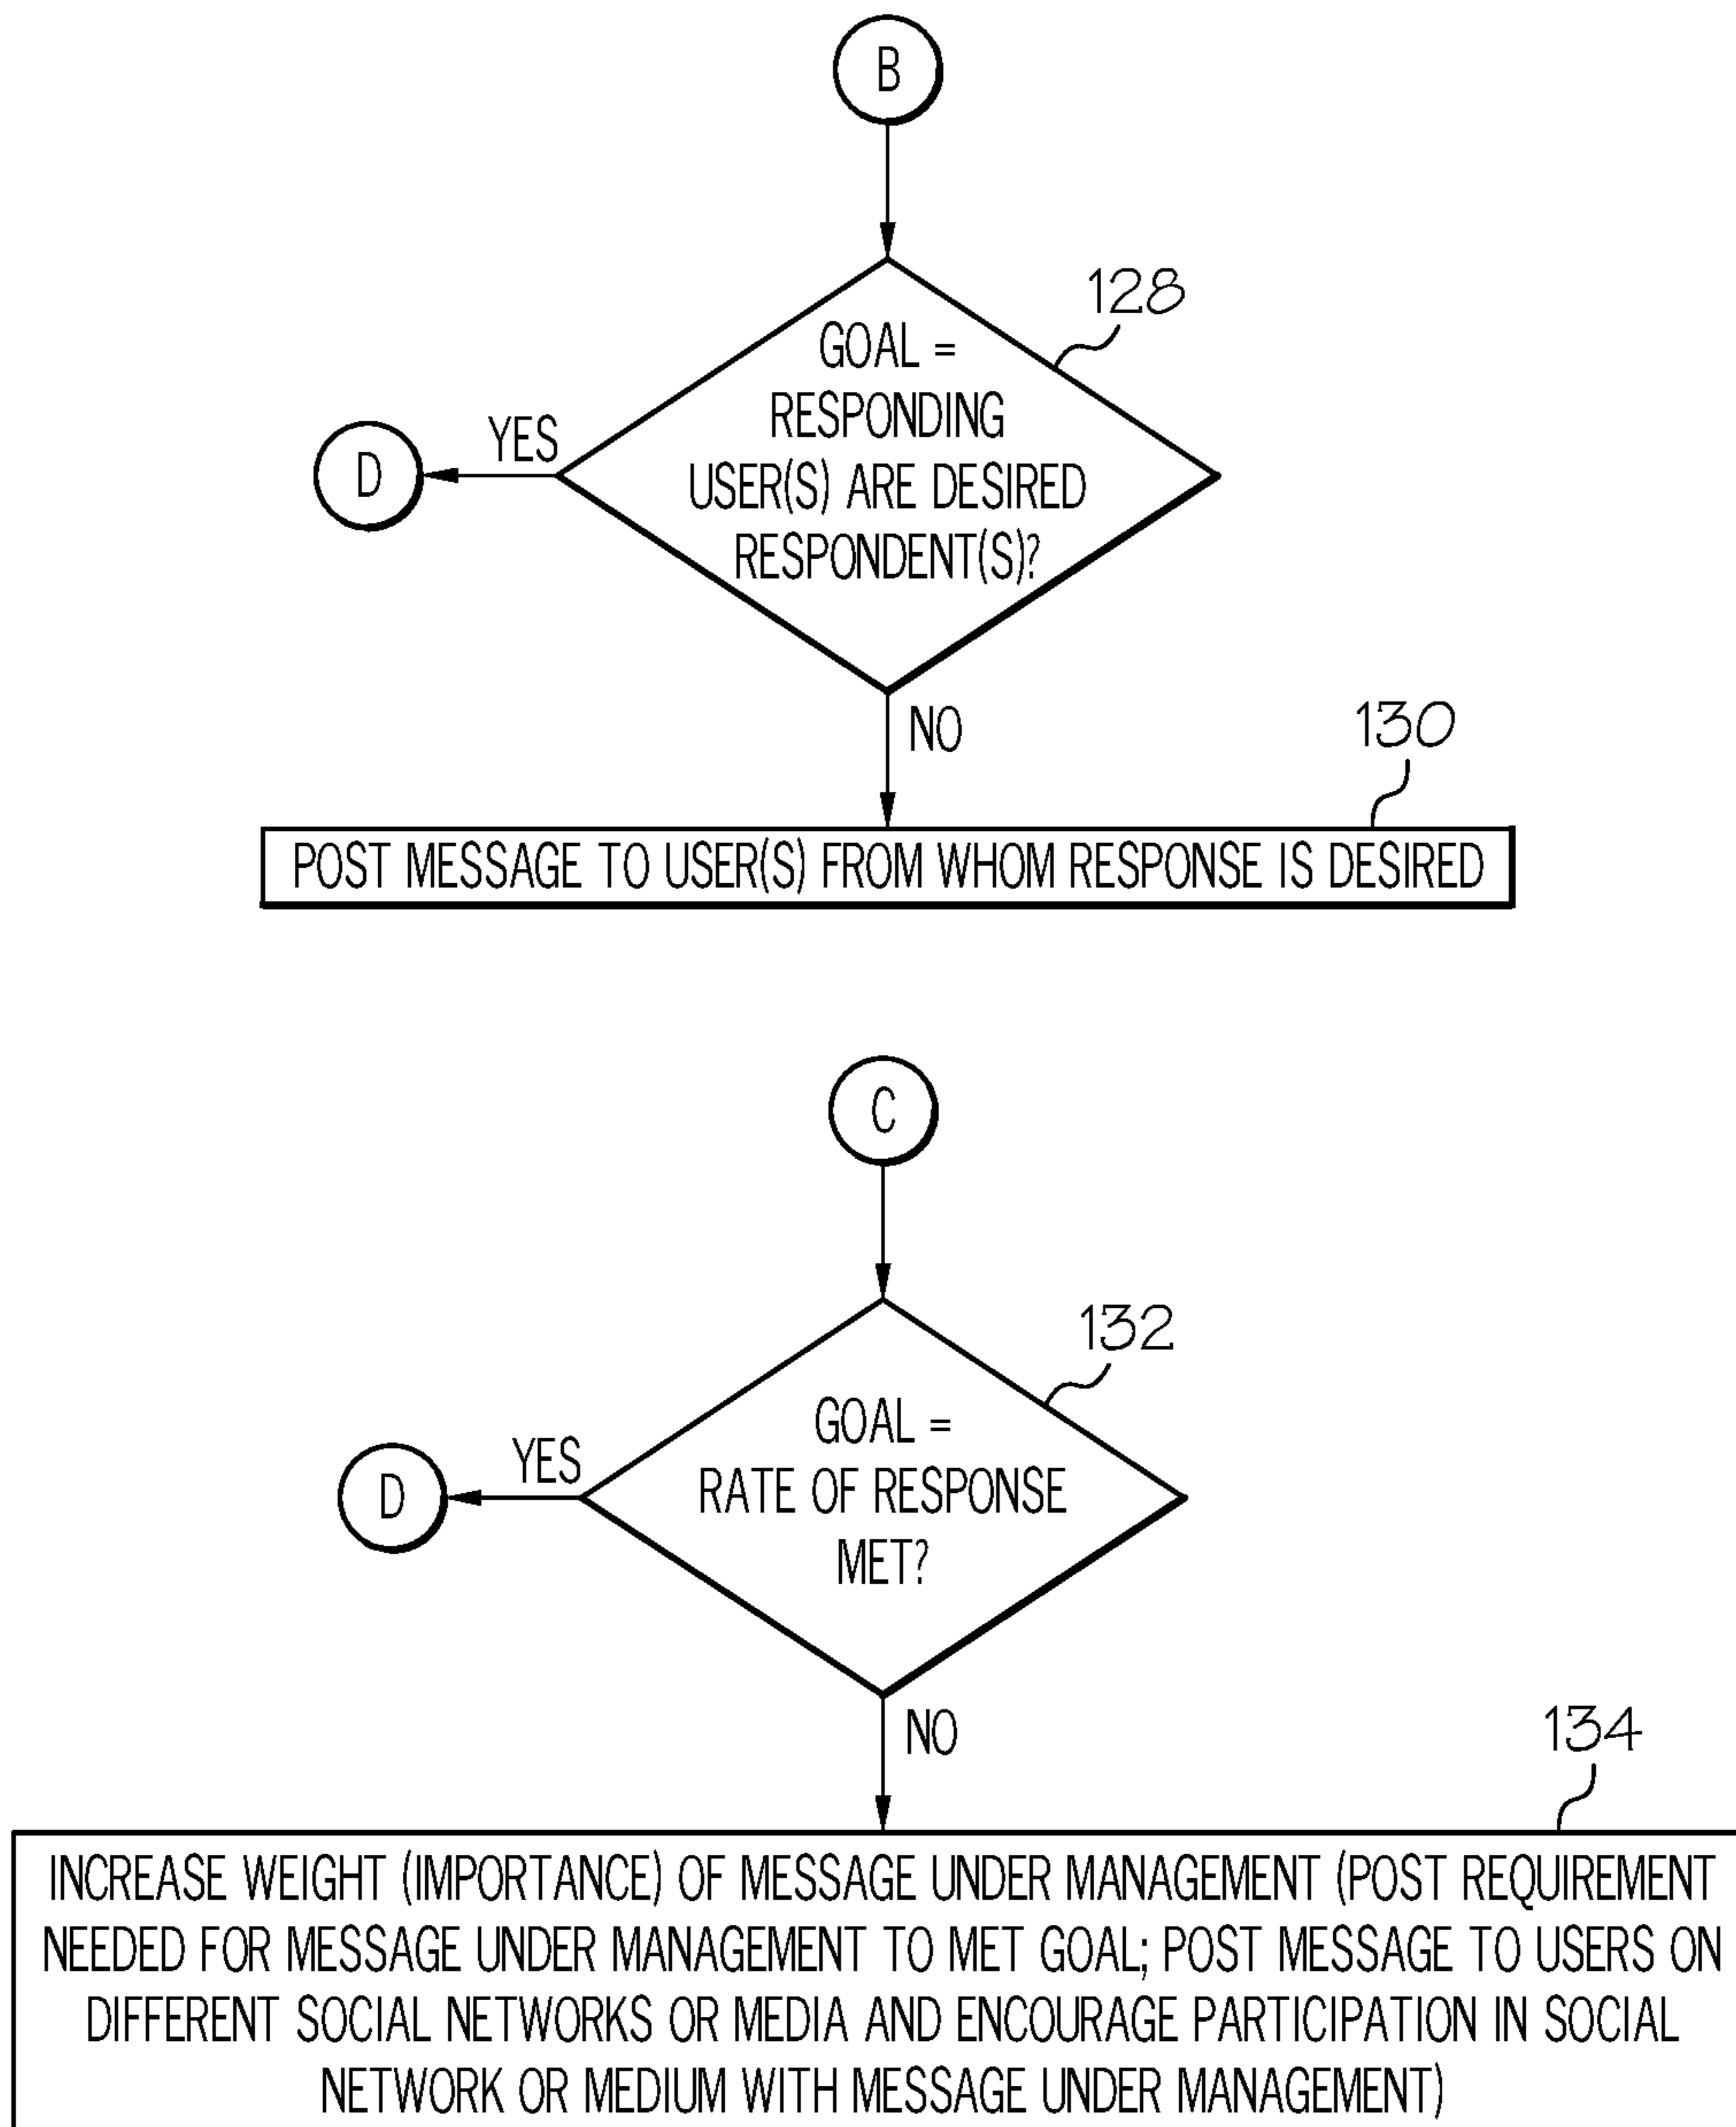 B
128
GOAL =
RESPONDING
USER(S) ARE DESIRED
RESPONDENT(S)?
YES
D
NO
130
POST MESSAGE TO USER(S) FROM WHOM RESPONSE IS DESIRED
C
132
GOAL =
RATE OF RESPONSE
MET?
YES
D
NO
134
INCREASE WEIGHT (IMPORTANCE) OF MESSAGE UNDER MANAGEMENT (POST REQUIREMENT
NEEDED FOR MESSAGE UNDER MANAGEMENT TO MET GOAL; POST MESSAGE TO USERS ON
DIFFERENT SOCIAL NETWORKS OR MEDIA AND ENCOURAGE PARTICIPATION IN SOCIAL
NETWORK OR MEDIUM WITH MESSAGE UNDER MANAGEMENT)